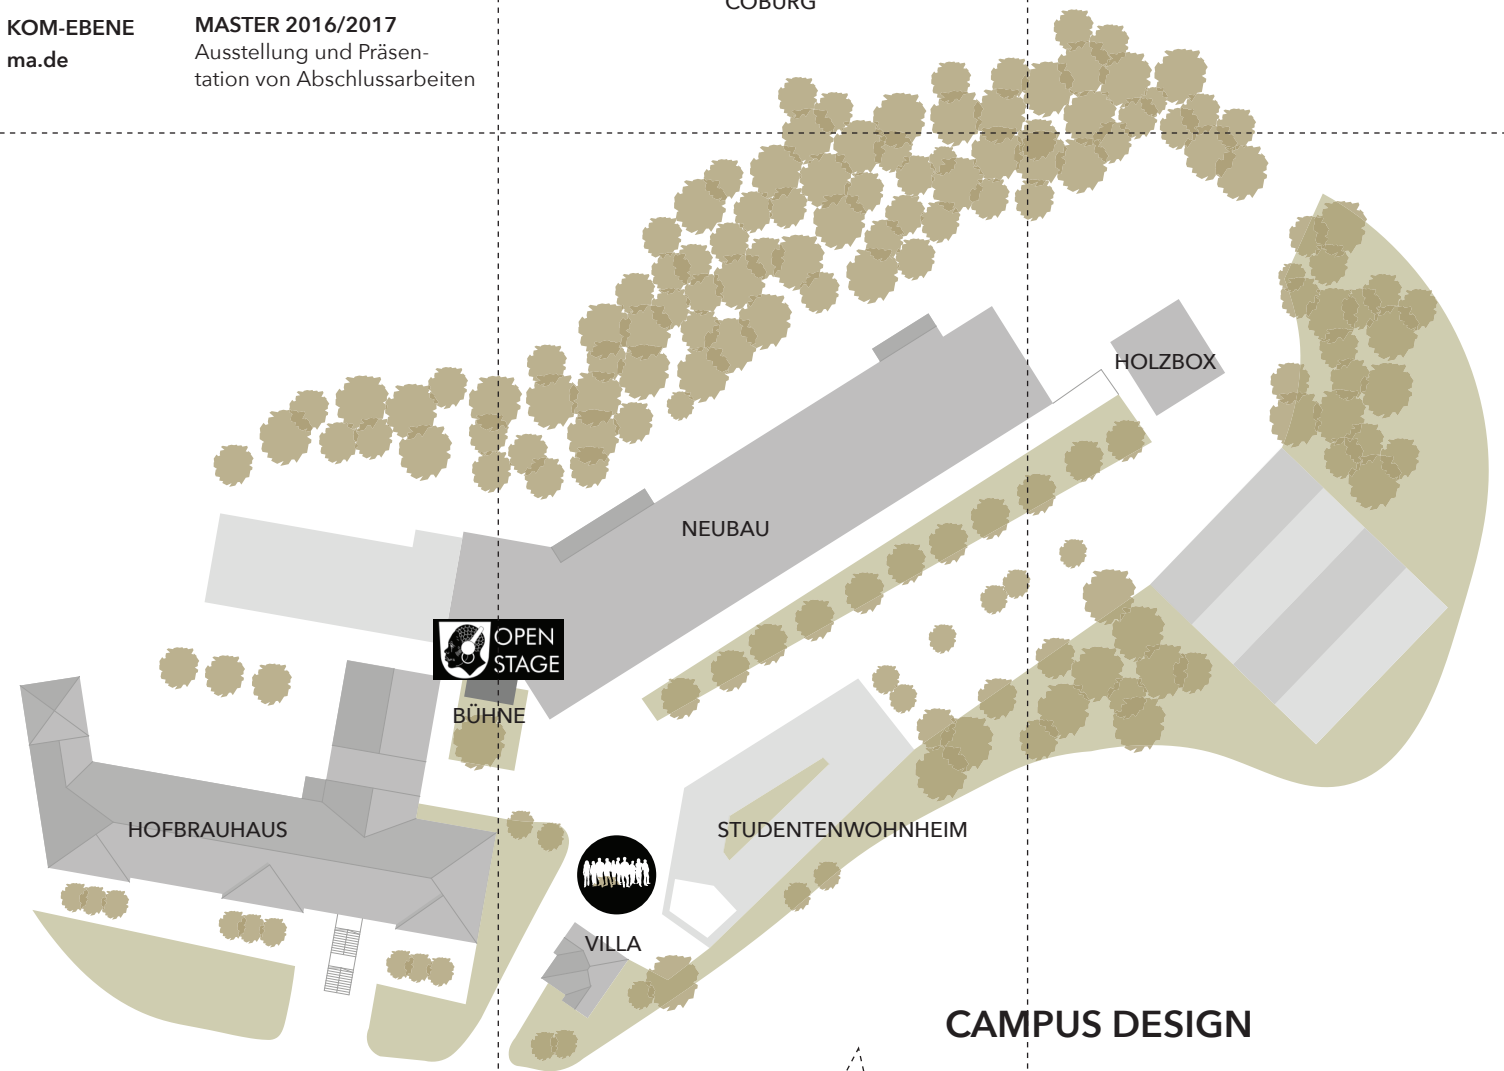 COBURG
KOM-EBENE
ma.de
MASTER 2016/2017
Ausstellung und Präsen-
tation von Abschlussarbeiten
HOLZBOX
NEUBAU
OPEN
STAGE
BÜHNE
HOFBRAUHAUS
STUDENTENWOHNHEIM
VILLA
CAMPUS DESIGN